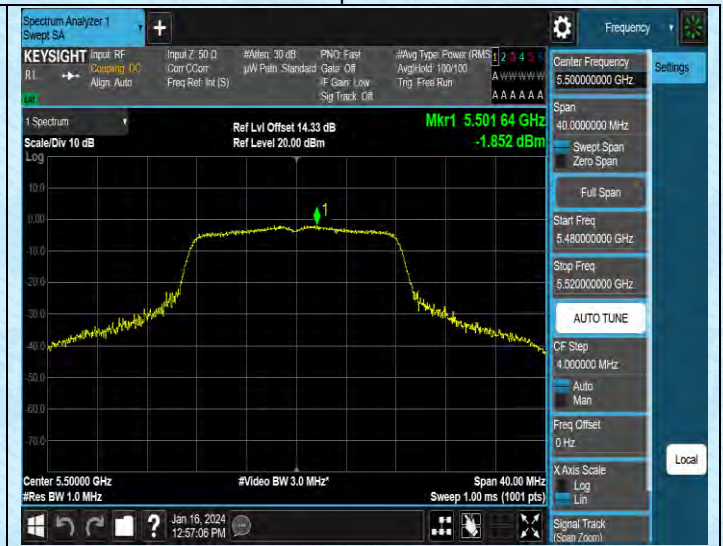 Spectrum Analyzer 1
Swept SA
+
Frequency
KEYSIGHT Input: RF
RL Coupling: DC
Align: Auto
Input Z: 50 Ω
Corr CCorr
Freq Ref: Int (S)
#Atten: 30 dB
µW Path: Standard
PNO: Fast
Gate: Off
IF Gain: Low
Sig Track: Off
#Avg Type: Power (RMS
Avg|Hold: 100/100
Trig: Free Run
1 2 3 4 5 6
A W W W W W
A A A A A A
Center Frequency
5.500000000 GHz
Settings
Span
40.0000000 MHz
Swept Span
Zero Span
Full Span
Start Freq
5.480000000 GHz
Stop Freq
5.520000000 GHz
AUTO TUNE
CF Step
4.000000 MHz
Auto
Man
Freq Offset
0 Hz
X Axis Scale
Log
Lin
Signal Track
(Span Zoom)
Local
1 Spectrum
Scale/Div 10 dB
Log
Ref Lvl Offset 14.33 dB
Ref Level 20.00 dBm
Mkr1 5.501 64 GHz
-1.852 dBm
1
10.0
0.00
-10.0
-20.0
-30.0
-40.0
-50.0
-60.0
-70.0
Center 5.50000 GHz
#Res BW 1.0 MHz
#Video BW 3.0 MHz*
Span 40.00 MHz
Sweep 1.00 ms (1001 pts)
?
Jan 16, 2024
12:57:06 PM